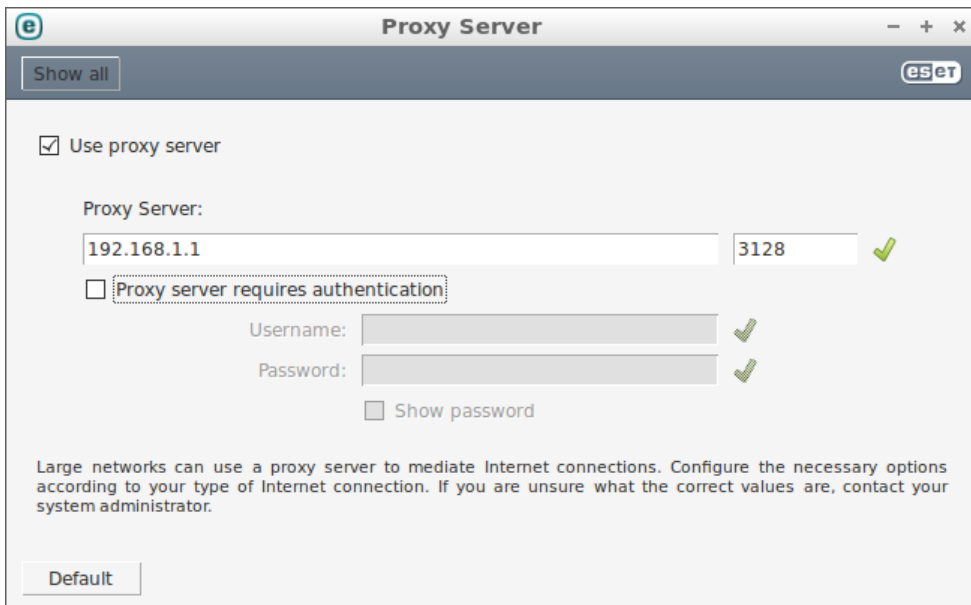 Proxy Server
Show all
eseT
Use proxy server
Proxy Server:
192.168.1.1 3128
Proxy server requires authentication
Username:
Password:
Show password
Large networks can use a proxy server to mediate Internet connections. Configure the necessary options
according to your type of Internet connection. If you are unsure what the correct values are, contact your
system administrator.
Default